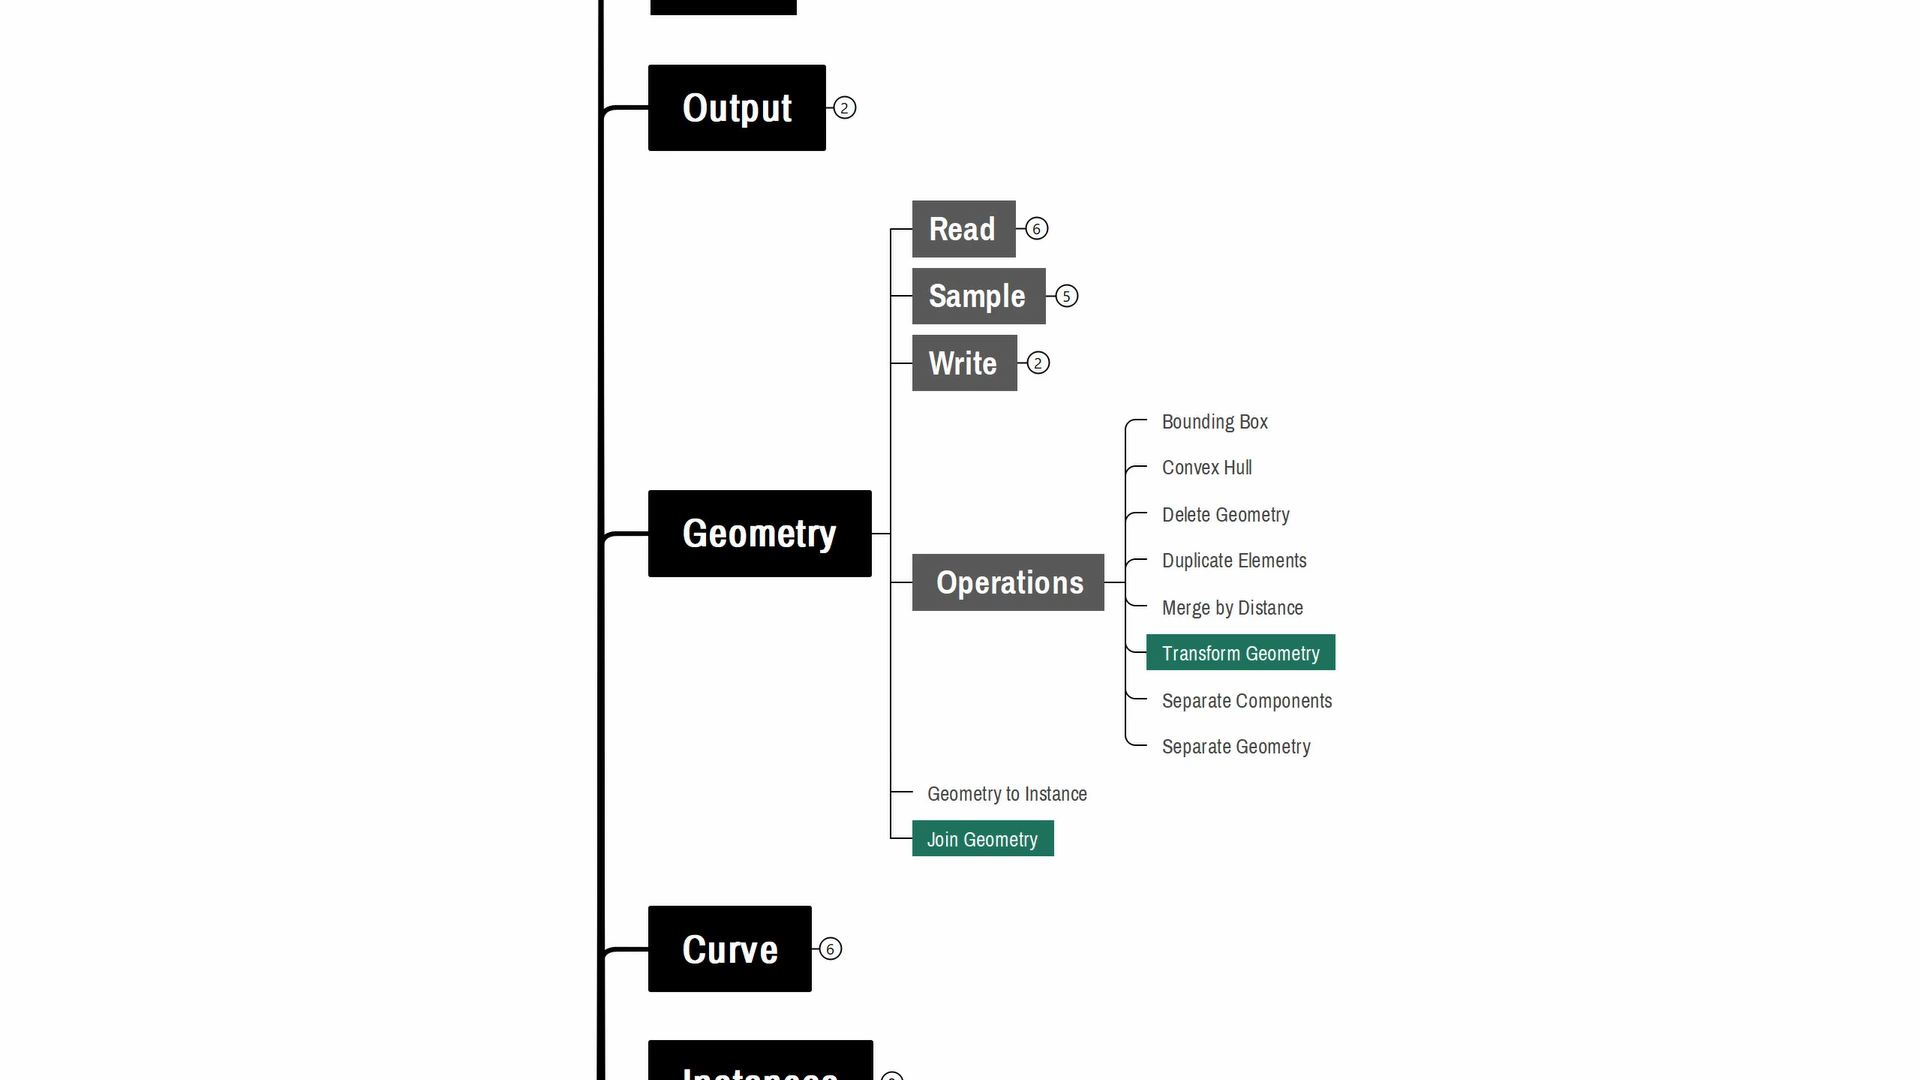 Output 2
Read 6
Sample 5
Write 2
Bounding Box
Convex Hull
Delete Geometry
Duplicate Elements
Merge by Distance
Transform Geometry
Separate Components
Separate Geometry
Geometry
Operations
Geometry to Instance
Join Geometry
Curve 6
Instances